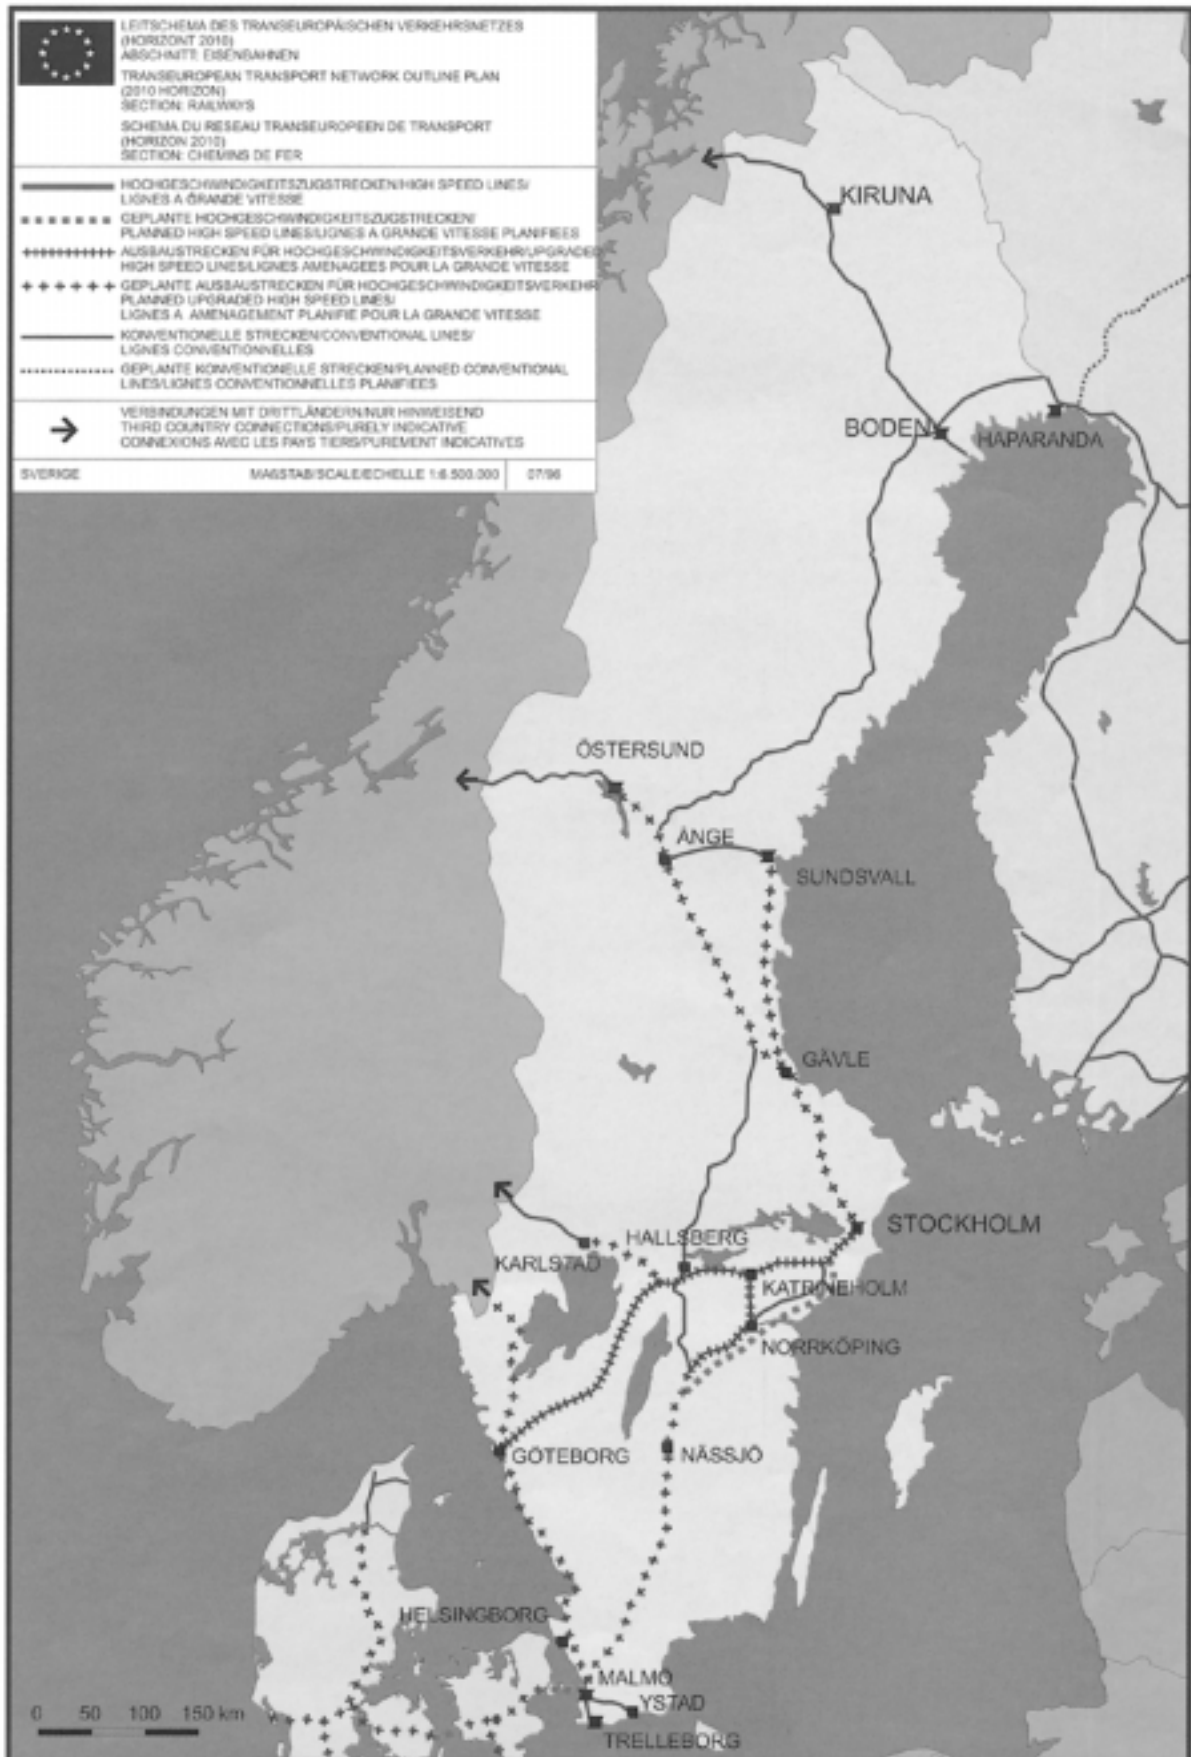 LEITSCHEMA DES TRANSEUROPÄISCHEN VERKEHRSNETZES
(HORIZONT 2010)
ABSCHNITT: EISENBAHNEN
TRANSEUROPEAN TRANSPORT NETWORK OUTLINE PLAN
(2010 HORIZON)
SECTION: RAILWAYS
SCHEMA DU RESEAU TRANSEUROPEEN DE TRANSPORT
(HORIZON 2010)
SECTION: CHEMINS DE FER
HOCHGESCHWINDIGKEITSZUGSTRECKEN/HIGH SPEED LINES/
LIGNES A GRANDE VITESSE
GEPLANTE HOCHGESCHWINDIGKEITSZUGSTRECKEN/
PLANNED HIGH SPEED LINES/LIGNES A GRANDE VITESSE PLANIFIEES
AUSBAUSTRECKEN FÜR HOCHGESCHWINDIGKEITSVERKEHR/UPGRADED
HIGH SPEED LINES/LIGNES AMENAGEES POUR LA GRANDE VITESSE
GEPLANTE AUSBAUSTRECKEN FÜR HOCHGESCHWINDIGKEITSVERKEHR
PLANNED UPGRADED HIGH SPEED LINES/
LIGNES A AMENAGEMENT PLANIFIE POUR LA GRANDE VITESSE
KONVENTIONELLE STRECKEN/CONVENTIONAL LINES/
LIGNES CONVENTIONNELLES
GEPLANTE KONVENTIONELLE STRECKEN/PLANNED CONVENTIONAL
LINES/LIGNES CONVENTIONNELLES PLANIFIEES
VERBINDUNGEN MIT DRITTLÄNDERN/NUR HINWEISEND
THIRD COUNTRY CONNECTIONS/PURELY INDICATIVE
CONNEXIONS AVEC LES PAYS TIERS/PUREMENT INDICATIVES
SVERIGE MAßSTAB/SCALE/ECHELLE 1:6.500.000 07/96
KIRUNA
BODEN
HAPARANDA
ÖSTERSUND
ÅNGE
SUNDSVALL
GÄVLE
STOCKHOLM
HALLSBERG
KARLSTAD
KATRINEHOLM
NORRKÖPING
GÖTEBORG
NÄSSJÖ
HELSINGBORG
MALMÖ
YSTAD
TRELLEBORG
0 50 100 150 km